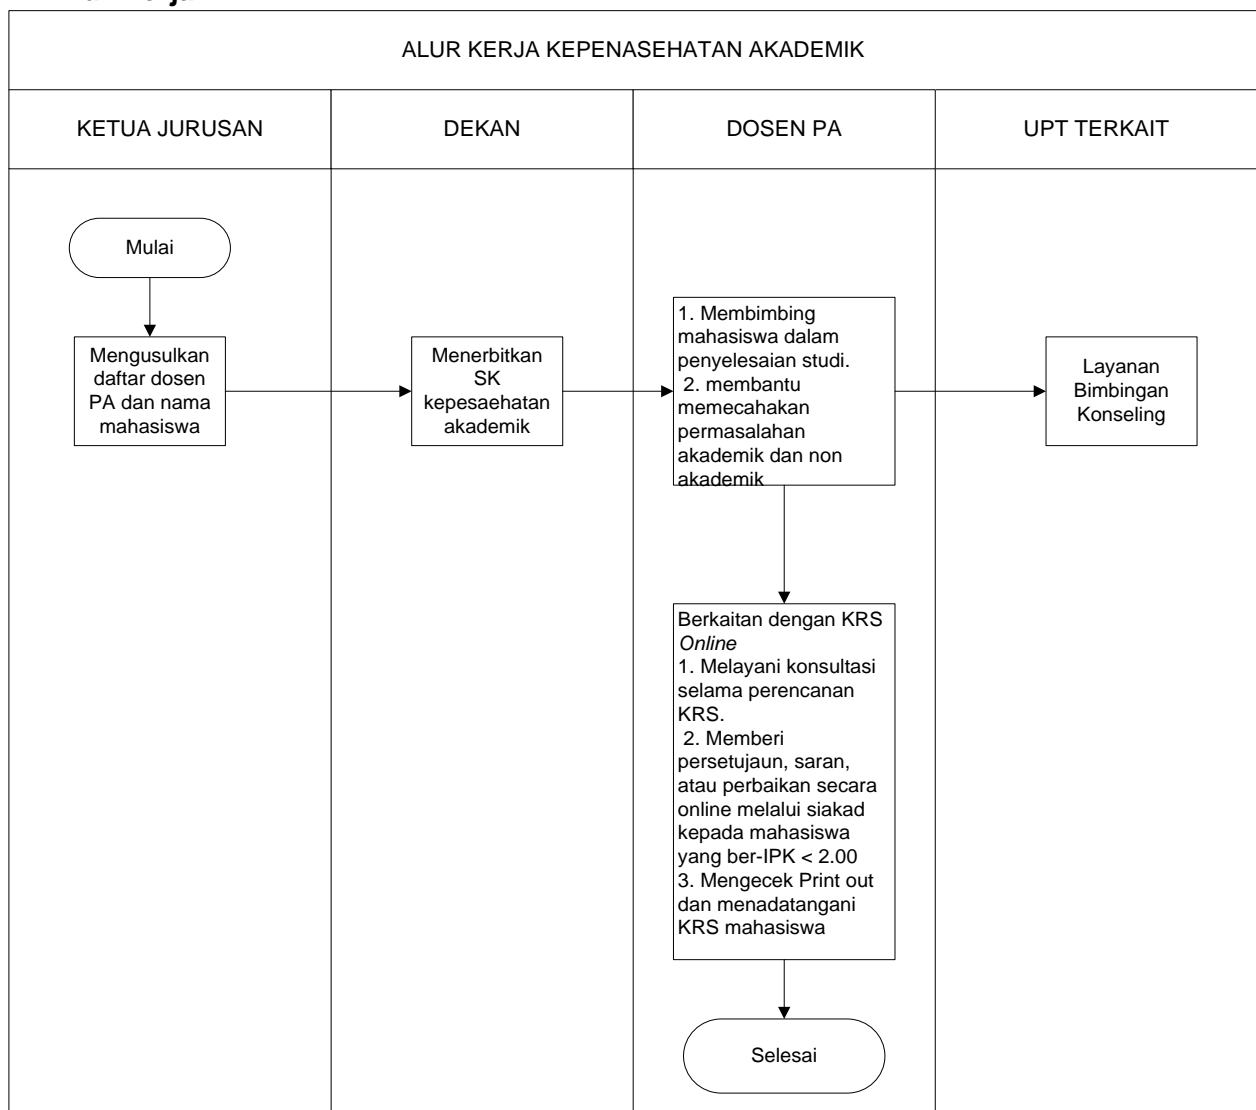 ALUR KERJA KEPENASEHATAN AKADEMIK
KETUA JURUSAN
DEKAN
DOSEN PA
UPT TERKAIT
Mulai
Mengusulkan
daftar dosen
PA dan nama
mahasiswa
Menerbitkan
SK
kepesaehatan
akademik
1. Membimbing
mahasiswa dalam
penyelesaian studi.
2. membantu
memecahakan
permasalahan
akademik dan non
akademik
Layanan
Bimbingan
Konseling
Berkaitan dengan KRS
Online
1. Melayani konsultasi
selama perencanan
KRS.
2. Memberi
persetujaun, saran,
atau perbaikan secara
online melalui siakad
kepada mahasiswa
yang ber-IPK < 2.00
3. Mengecek Print out
dan menadatangani
KRS mahasiswa
Selesai